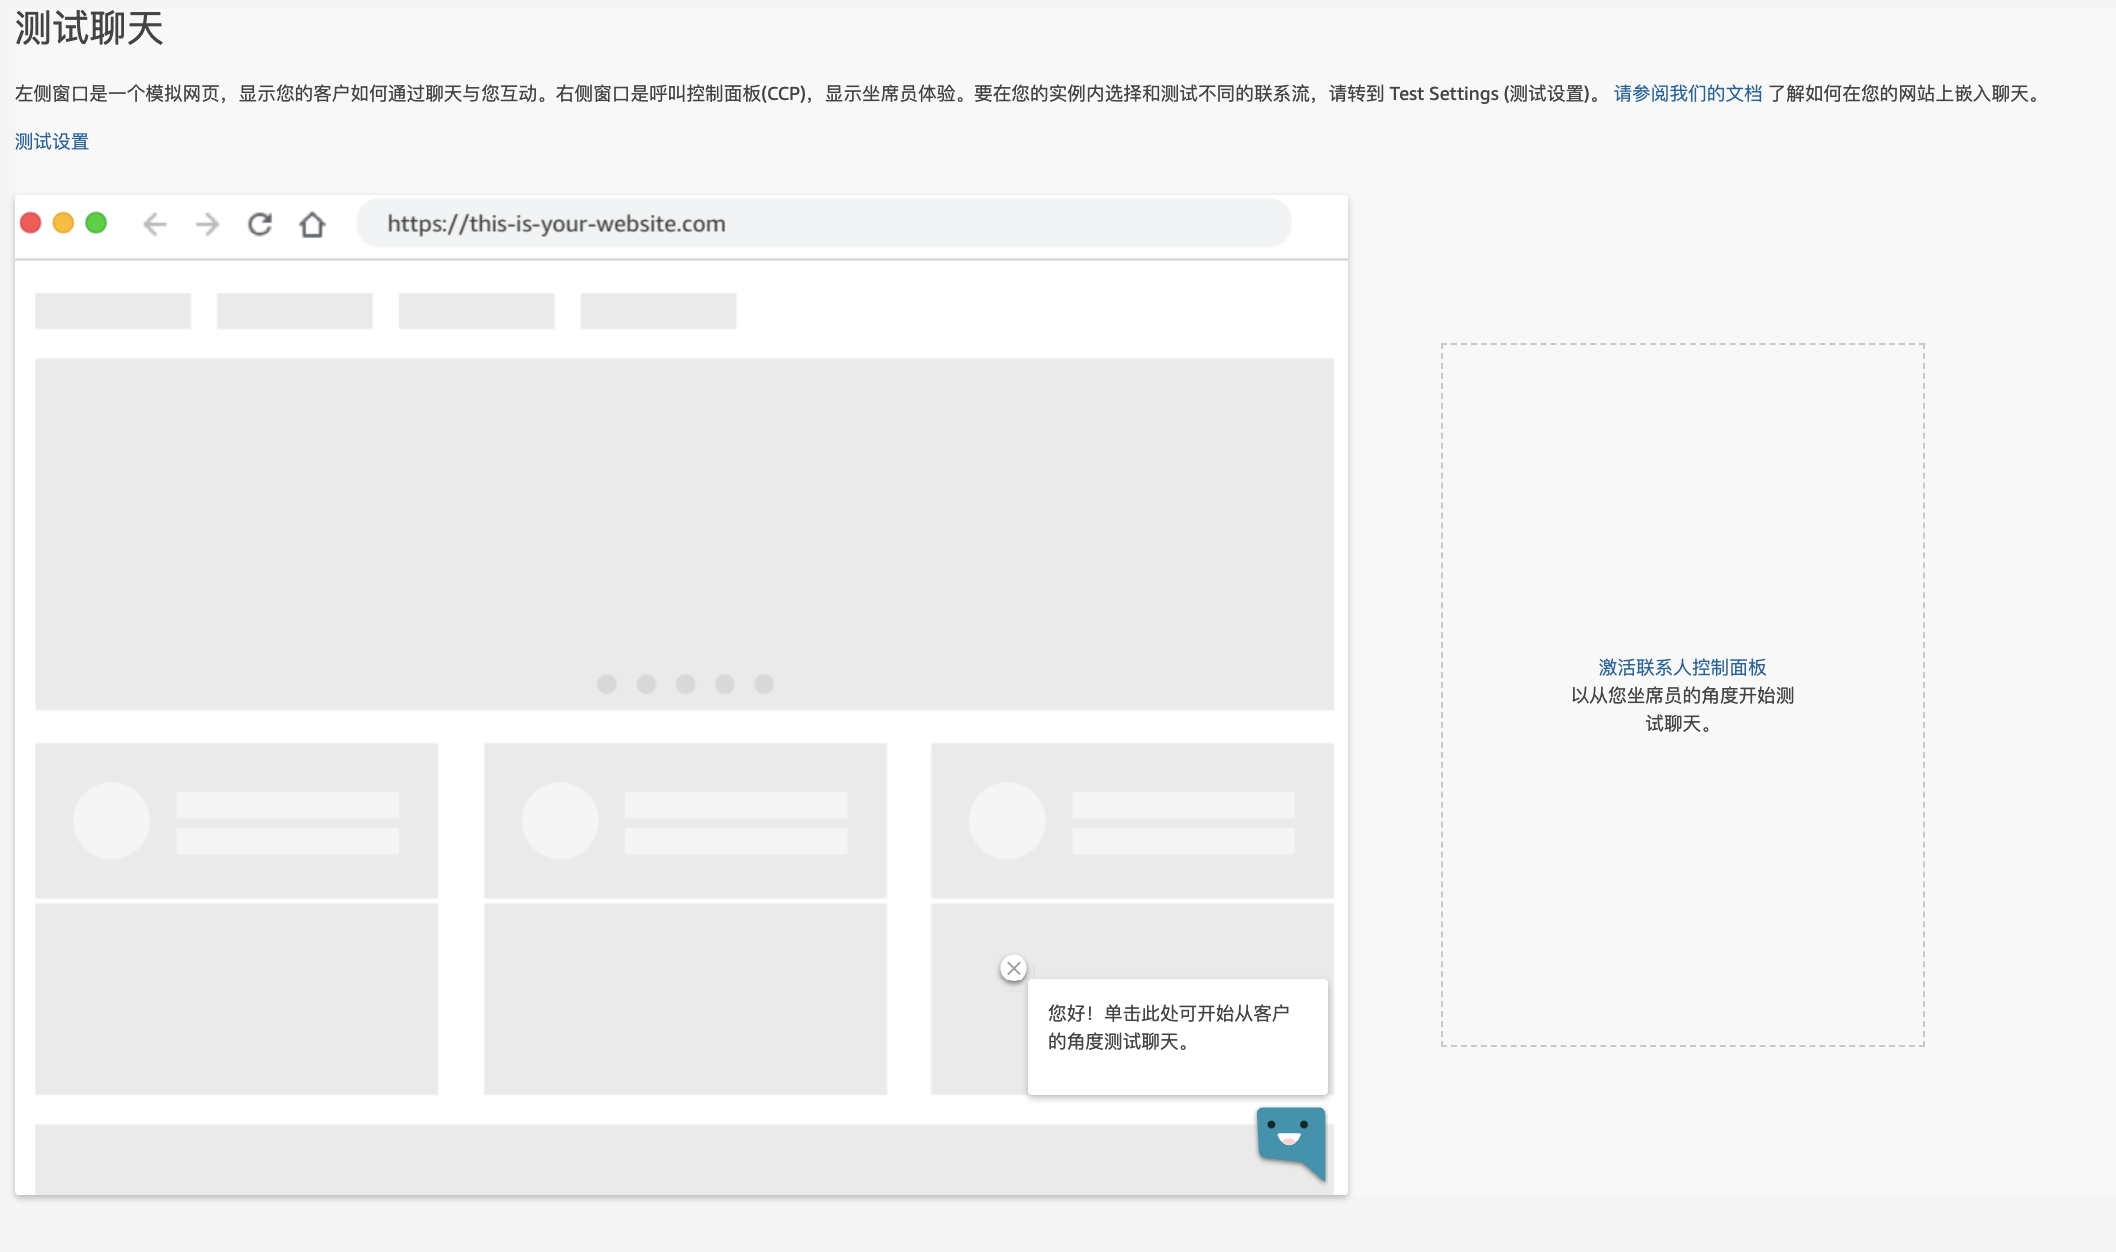 测试聊天
左侧窗口是一个模拟网页，显示您的客户如何通过聊天与您互动。右侧窗口是呼叫控制面板(CCP)，显示坐席员体验。要在您的实例内选择和测试不同的联系流，请转到 Test Settings (测试设置)。 请参阅我们的文档 了解如何在您的网站上嵌入聊天。
测试设置
https://this-is-your-website.com
激活联系人控制面板
以从您坐席员的角度开始测
试聊天。
您好！单击此处可开始从客户
的角度测试聊天。